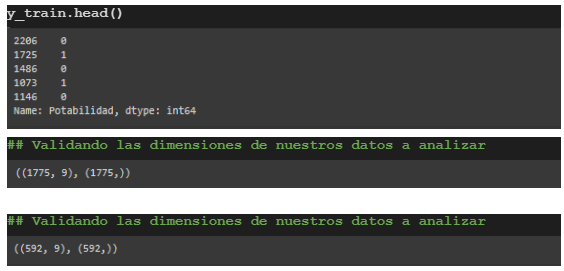 y_train.head()
2206    0
1725    1
1486    0
1073    1
1146    0
Name: Potabilidad, dtype: int64
## Validando las dimensiones de nuestros datos a analizar
((1775, 9), (1775,))
## Validando las dimensiones de nuestros datos a analizar
((592, 9), (592,))